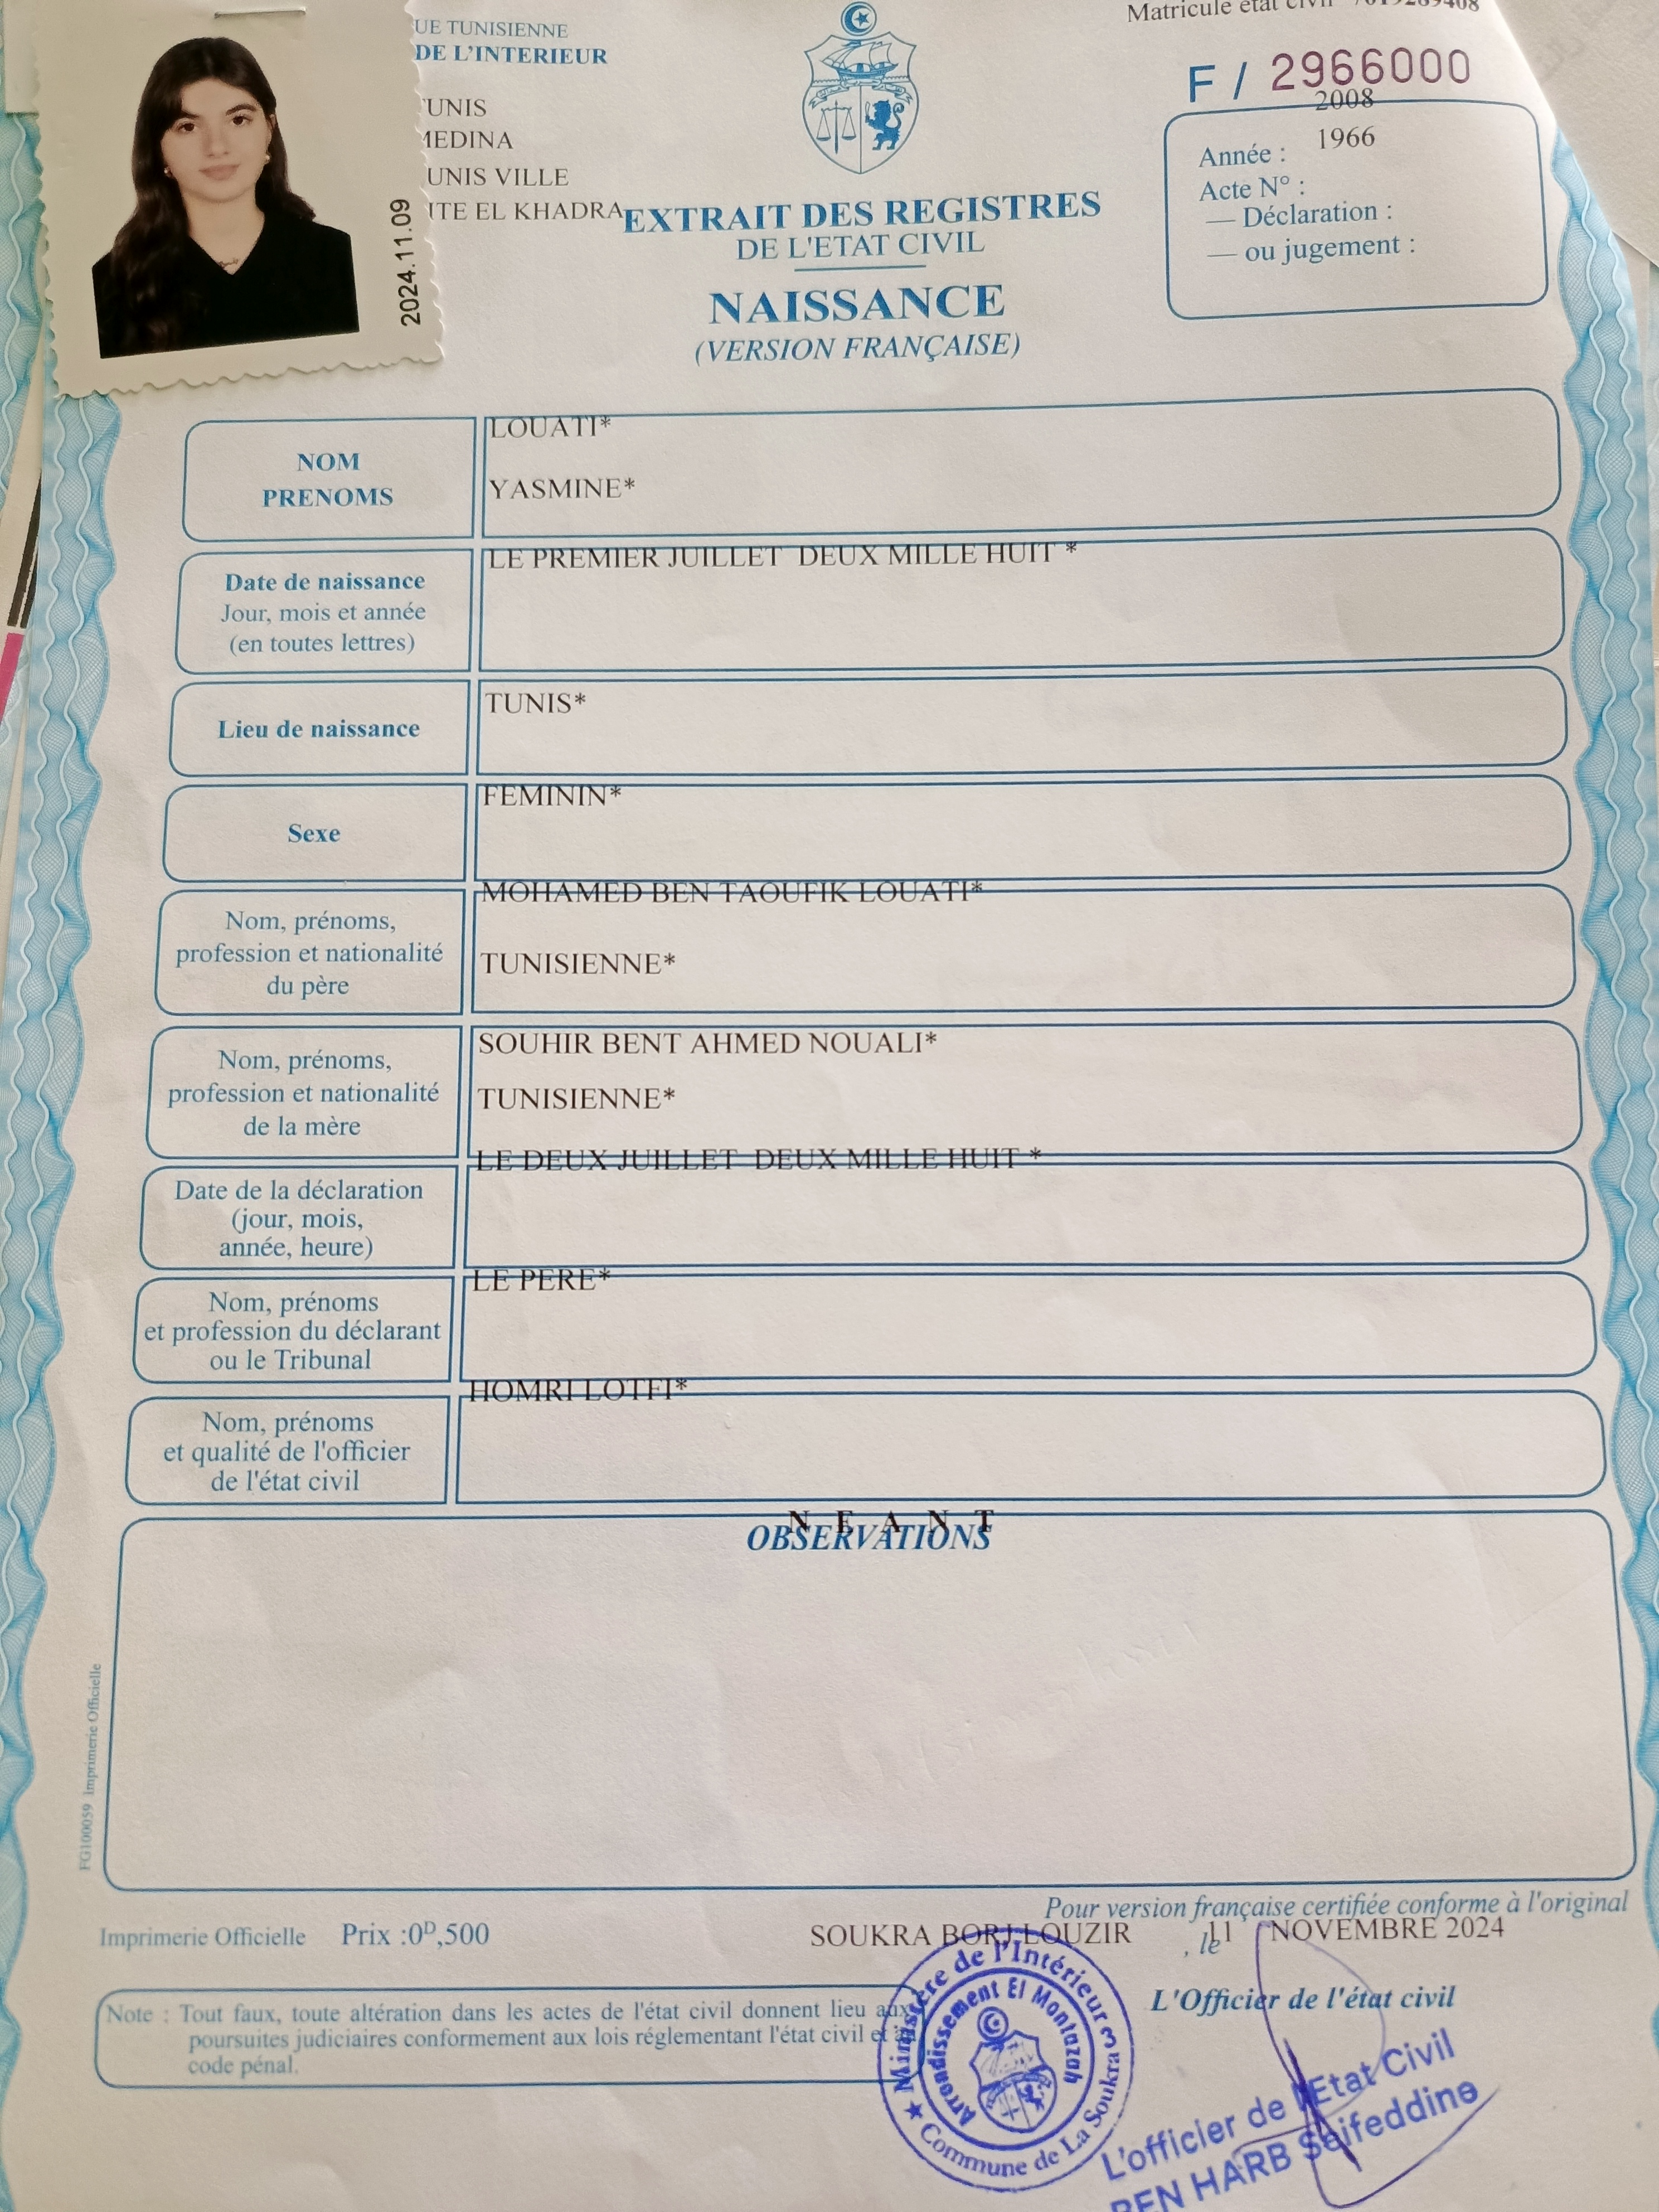 UE TUNISIENNE
DE L'INTERIEUR
TUNIS
MEDINA
UNIS VILLE
ITE EL KHADRA
2024.11.09
Matricule état civil
F / 2966000
2008
Année : 1966
Acte N° :
— Déclaration :
— ou jugement :
EXTRAIT DES REGISTRES
DE L'ETAT CIVIL
NAISSANCE
(VERSION FRANÇAISE)
NOM
PRENOMS
LOUATI*
YASMINE*
Date de naissance
Jour, mois et année
(en toutes lettres)
LE PREMIER JUILLET DEUX MILLE HUIT *
Lieu de naissance
TUNIS*
Sexe
FEMININ*
Nom, prénoms,
profession et nationalité
du père
MOHAMED BEN TAOUFIK LOUATI*
TUNISIENNE*
Nom, prénoms,
profession et nationalité
de la mère
SOUHIR BENT AHMED NOUALI*
TUNISIENNE*
Date de la déclaration
(jour, mois,
année, heure)
LE DEUX JUILLET DEUX MILLE HUIT *
Nom, prénoms
et profession du déclarant
ou le Tribunal
LE PERE*
Nom, prénoms
et qualité de l'officier
de l'état civil
HOMRI LOTFI*
N E A N T
OBSERVATIONS
FG100059 Imprimerie Officielle
Pour version française certifiée conforme à l'original
Imprimerie Officielle Prix :0D,500
SOUKRA BORJ LOUZIR , le 11 NOVEMBRE 2024
L'Officier de l'état civil
Note : Tout faux, toute altération dans les actes de l'état civil donnent lieu aux
poursuites judiciaires conformement aux lois réglementant l'état civil et au
code pénal.
Ministère de l'Intérieur 3
Arrondissement El Montazah
★ Commune de La Soukra
L'officier de l'Etat Civil
BEN HARB Seifeddine